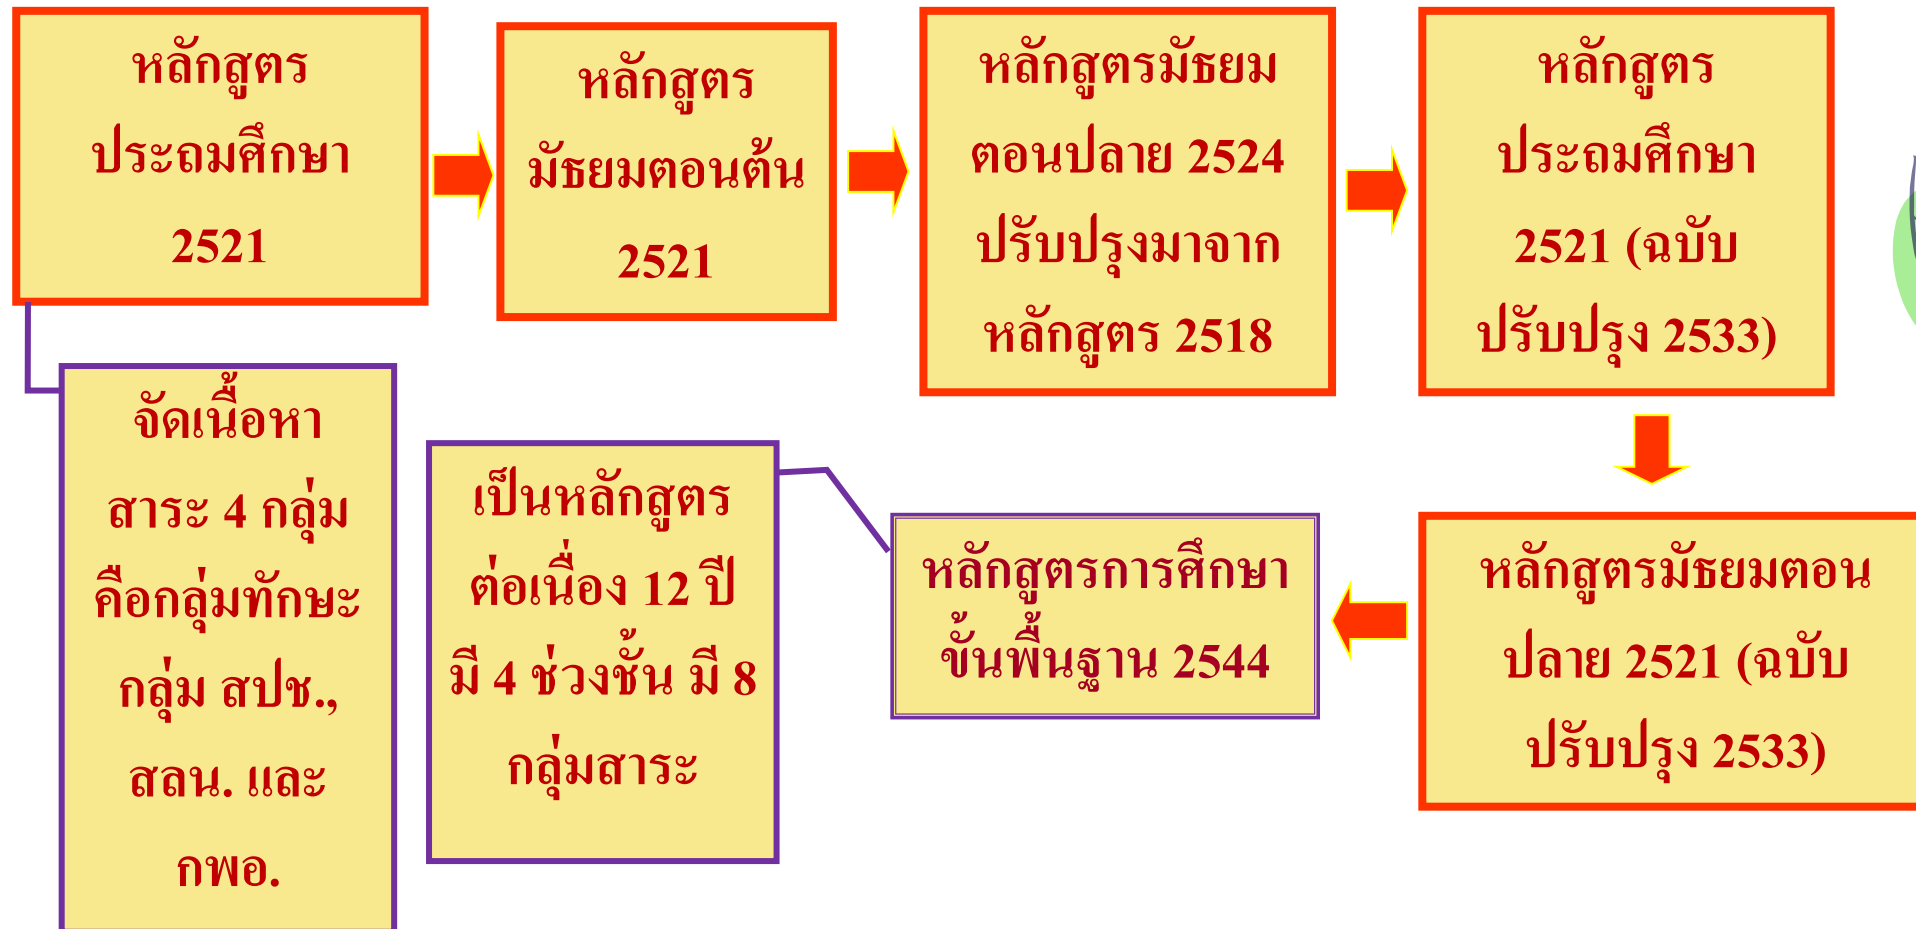 หลักสูตร
ประถมศึกษา
2521
หลักสูตร
มัธยมตอนต้น
2521
หลักสูตรมัธยม
ตอนปลาย 2524
ปรับปรุงมาจาก
หลักสูตร 2518
หลักสูตร
ประถมศึกษา
2521 (ฉบับ
ปรับปรุง 2533)
จัดเนื้อหา
สาระ 4 กลุ่ม
คือกลุ่มทักษะ
กลุ่ม สปช.,
สลน. และ
กพอ.
เป็นหลักสูตร
ต่อเนื่อง 12 ปี
มี 4 ช่วงชั้น มี 8
กลุ่มสาระ
หลักสูตรการศึกษา
ขั้นพื้นฐาน 2544
หลักสูตรมัธยมตอน
ปลาย 2521 (ฉบับ
ปรับปรุง 2533)